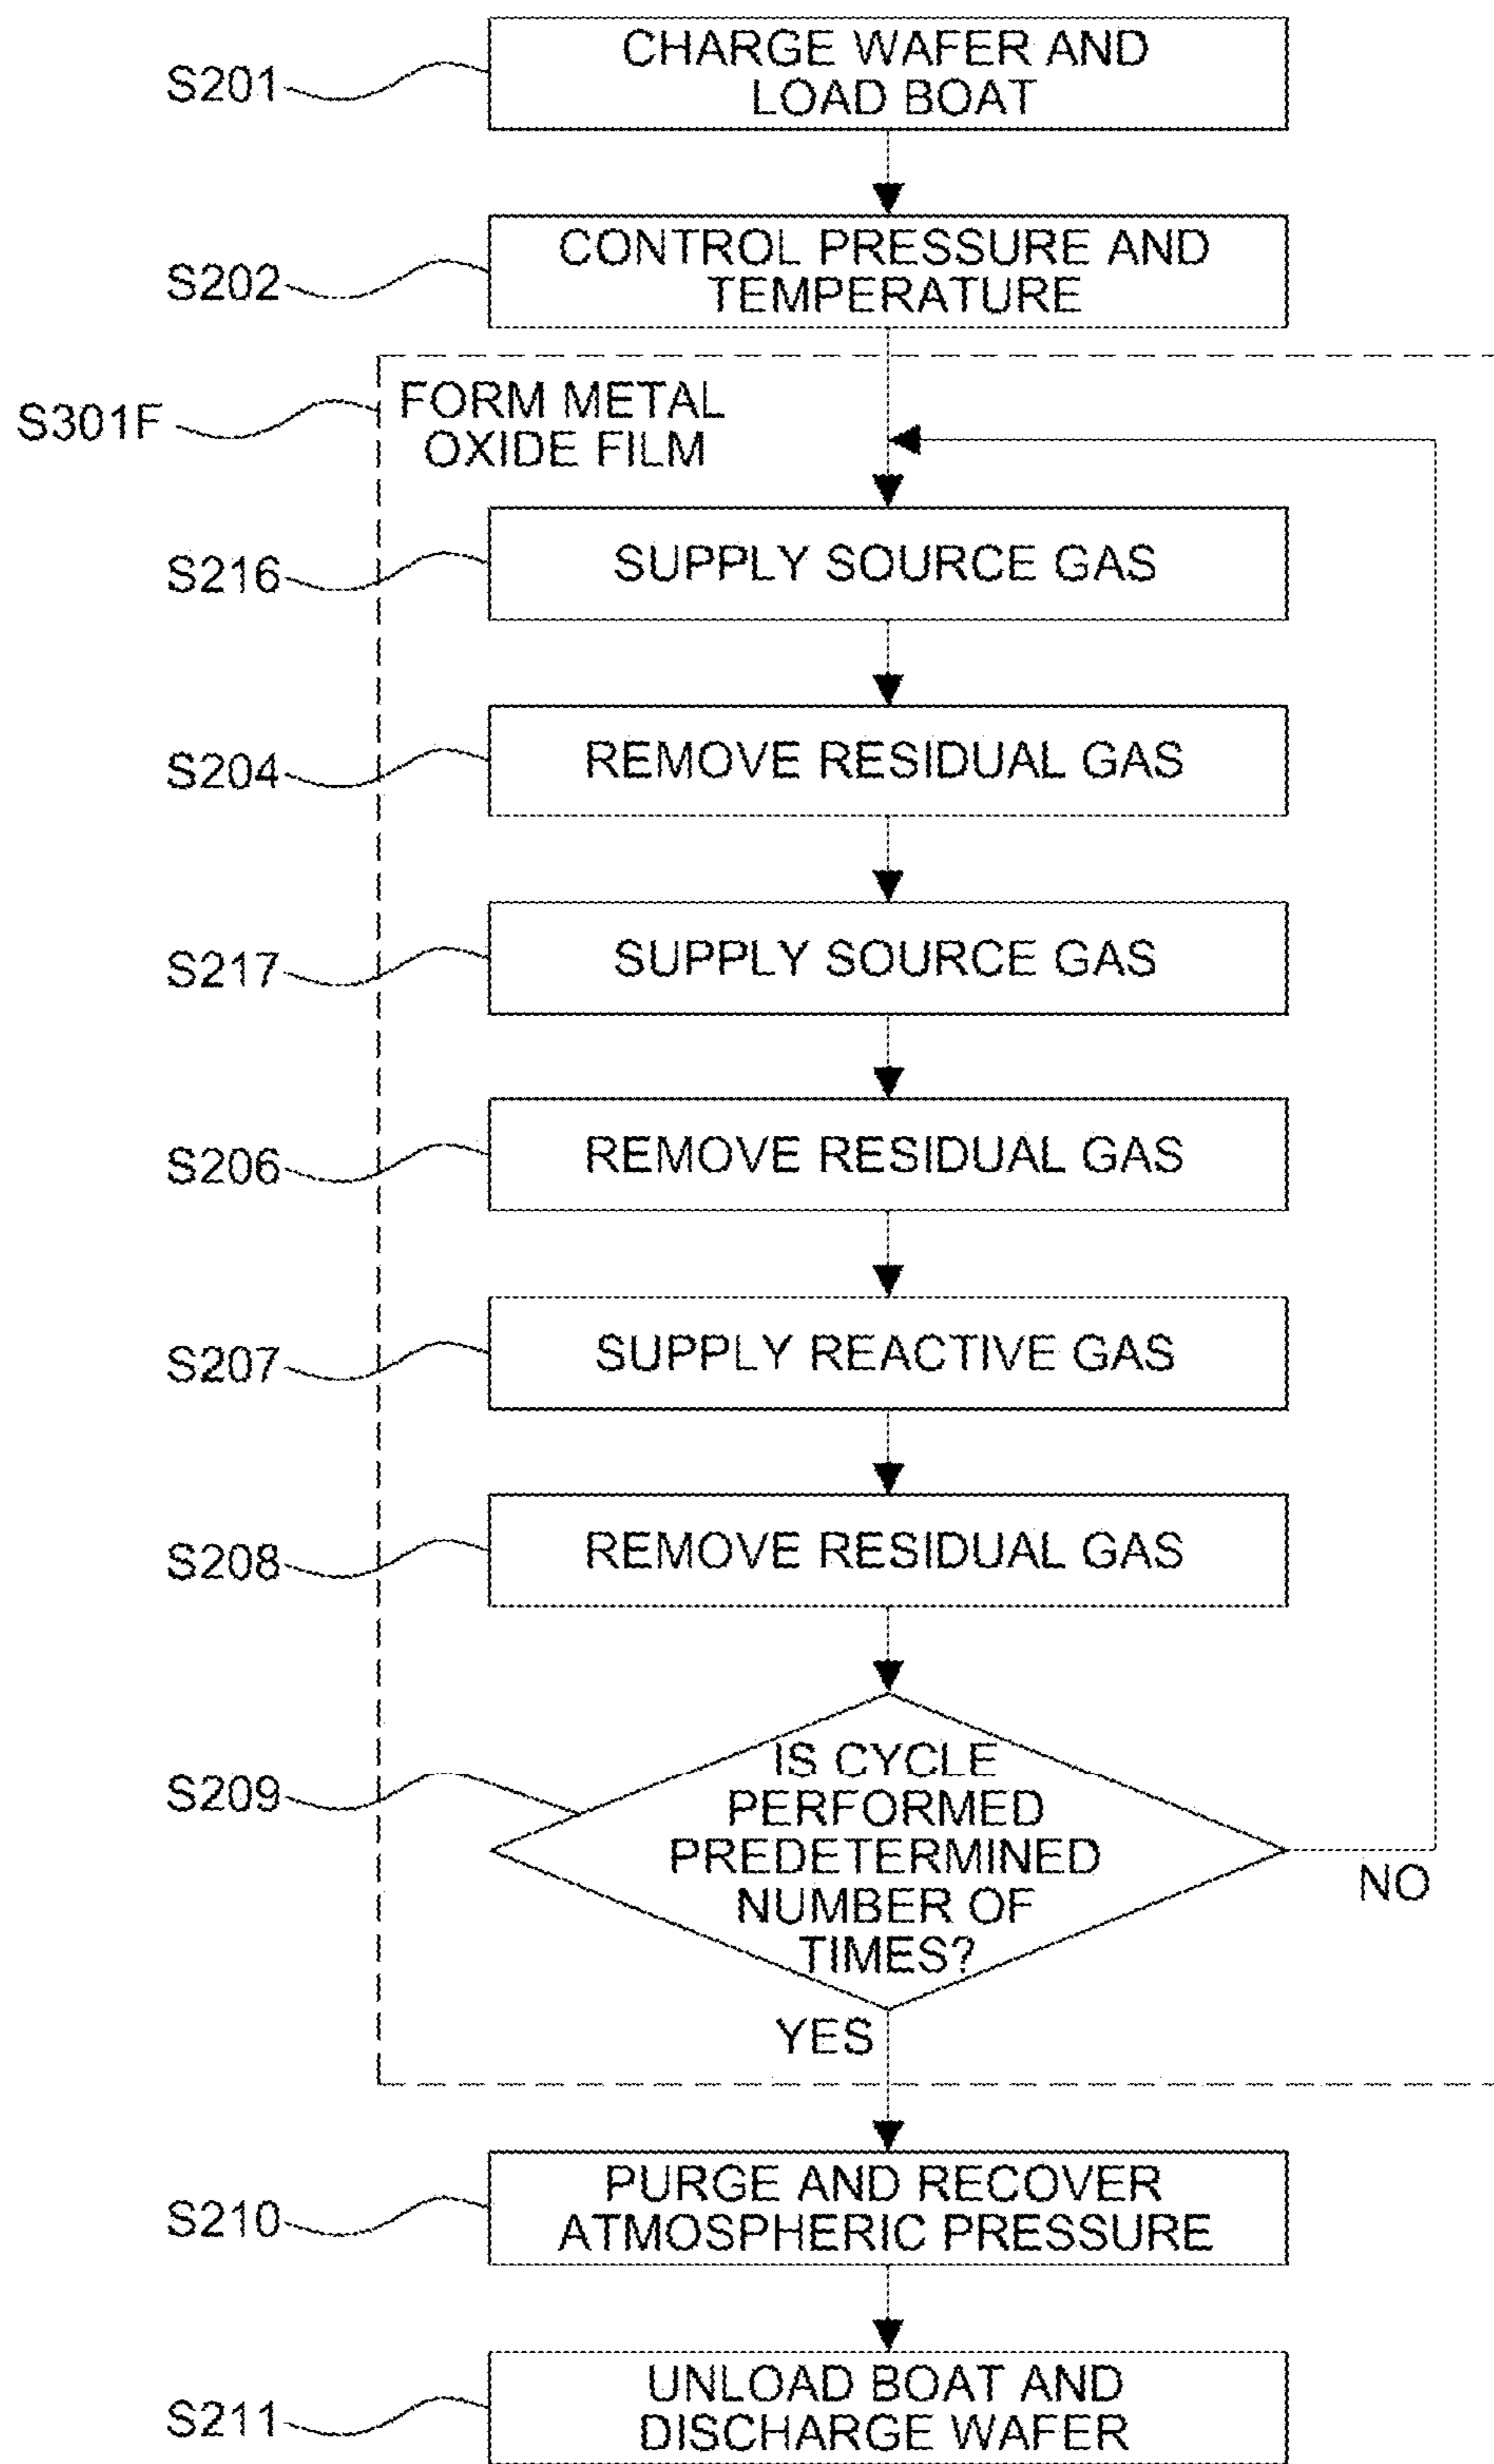 S201
CHARGE WAFER AND
LOAD BOAT
S202
CONTROL PRESSURE AND
TEMPERATURE
S301F
FORM METAL
OXIDE FILM
S216
SUPPLY SOURCE GAS
S204
REMOVE RESIDUAL GAS
S217
SUPPLY SOURCE GAS
S206
REMOVE RESIDUAL GAS
S207
SUPPLY REACTIVE GAS
S208
REMOVE RESIDUAL GAS
S209
IS CYCLE
PERFORMED
PREDETERMINED
NUMBER OF
TIMES?
NO
YES
S210
PURGE AND RECOVER
ATMOSPHERIC PRESSURE
S211
UNLOAD BOAT AND
DISCHARGE WAFER